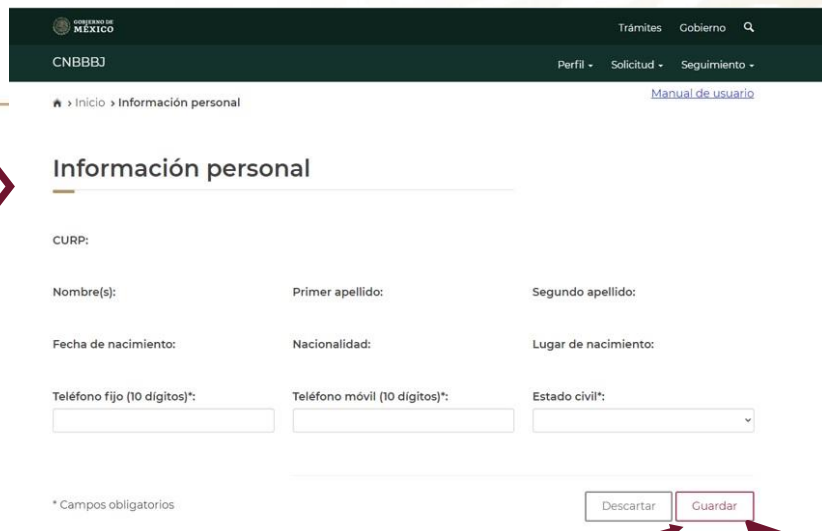 GOBIERNO DE
MÉXICO
Trámites Gobierno
CNBBBJ
Perfil Solicitud Seguimiento
Inicio › Información personal
Manual de usuario
Información personal
CURP:
Nombre(s): Primer apellido: Segundo apellido:
Fecha de nacimiento: Nacionalidad: Lugar de nacimiento:
Teléfono fijo (10 dígitos)*: Teléfono móvil (10 dígitos)*: Estado civil*:
* Campos obligatorios
Descartar Guardar